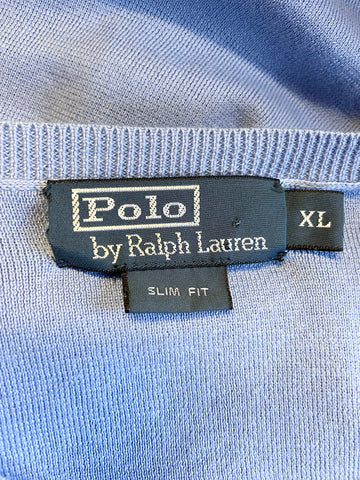 Polo
by Ralph Lauren
XL
SLIM FIT